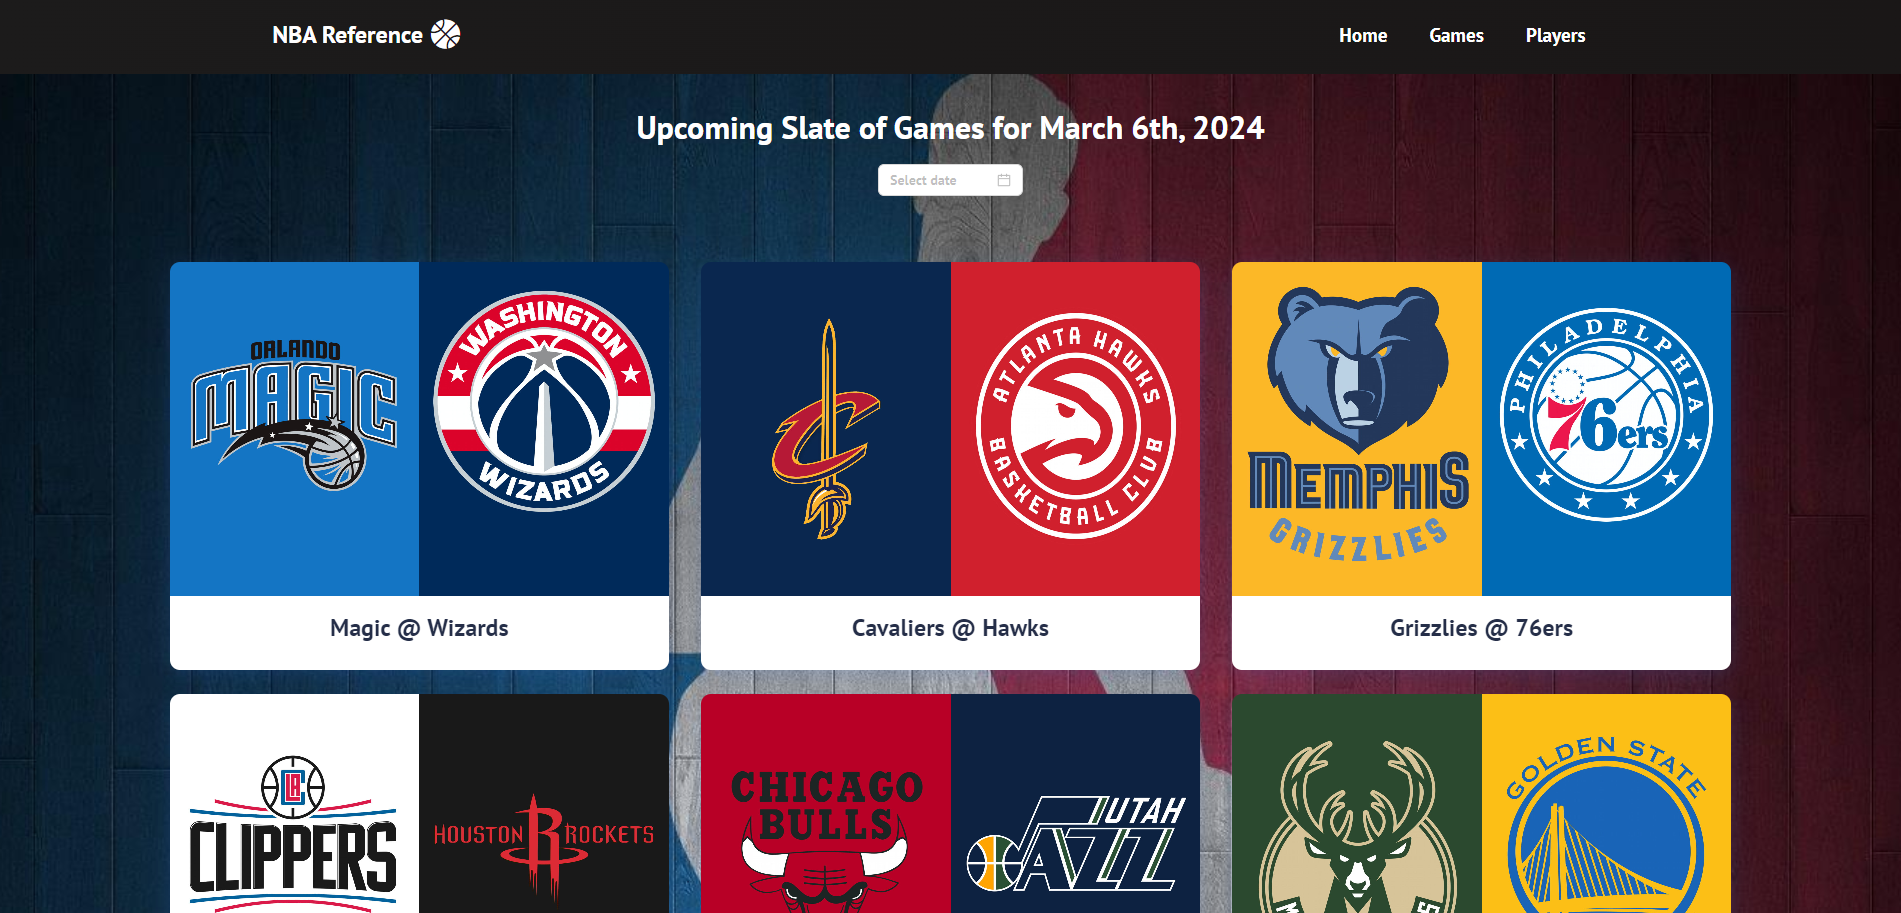 NBA Reference
Home
Games
Players
Upcoming Slate of Games for March 6th, 2024
Select date
ORLANDO
MAGIC
WASHINGTON
WIZARDS
C
ATLANTA HAWKS
BASKETBALL CLUB
MEMPHIS
GRIZZLIES
PHILADELPHIA
76ers
Magic @ Wizards
Cavaliers @ Hawks
Grizzlies @ 76ers
LAC
CLIPPERS
HOUSTON R ROCKETS
CHICAGO
BULLS
UTAH
JAZZ
GOLDEN STATE
M
S